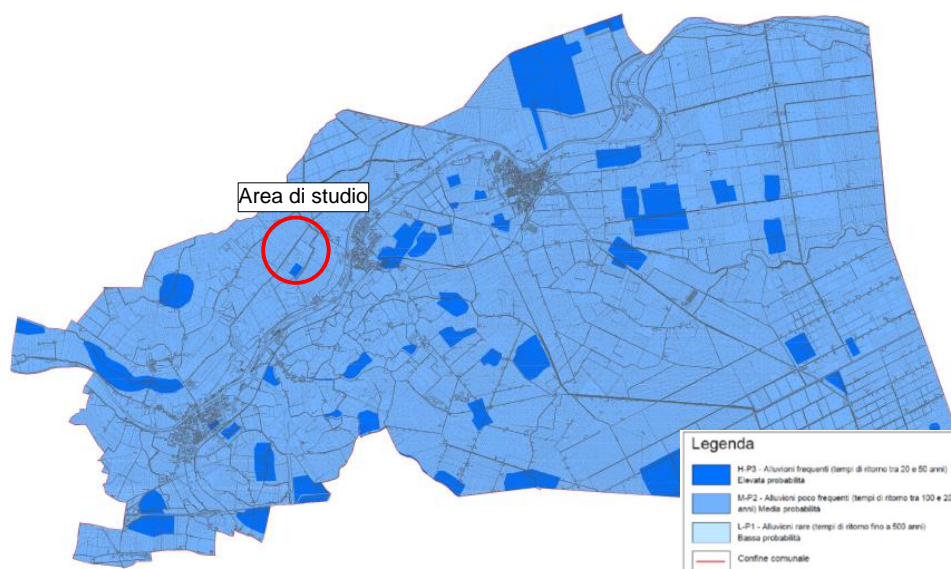 Area di studio
Legenda
H-P3 - Alluvioni frequenti (tempi di ritorno tra 20 e 50 anni)
Elevata probabilità
M-P2 - Alluvioni poco frequenti (tempi di ritorno tra 100 e 20
anni) Media probabilità
L-P1 - Alluvioni rare (tempi di ritorno fino a 500 anni)
Bassa probabilità
Confine comunale